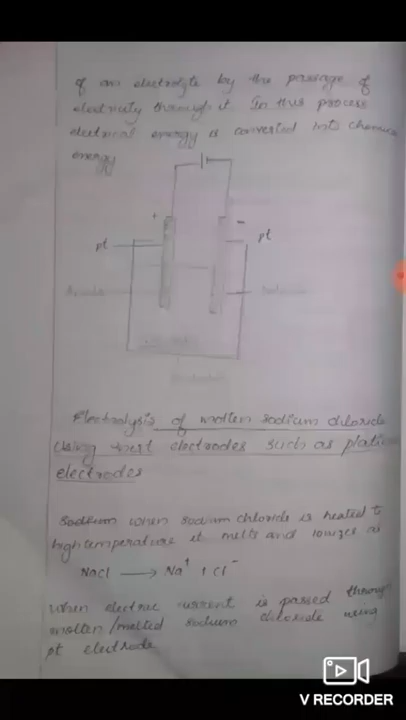 of an electrolyte by the passage of
electricity through it In this process
electrical energy is converted into chemical
energy
+
-
pt
pt
Electrolysis of molten sodium chloride
using inert electrodes such as platinu
electrodes
Sodium when sodium chloride is heated to
high temperature it melts and ionizes as
NaCl → Na⁺ + Cl⁻
When electric current is passed through
molten/melted sodium chloride using
pt electrode
V RECORDER